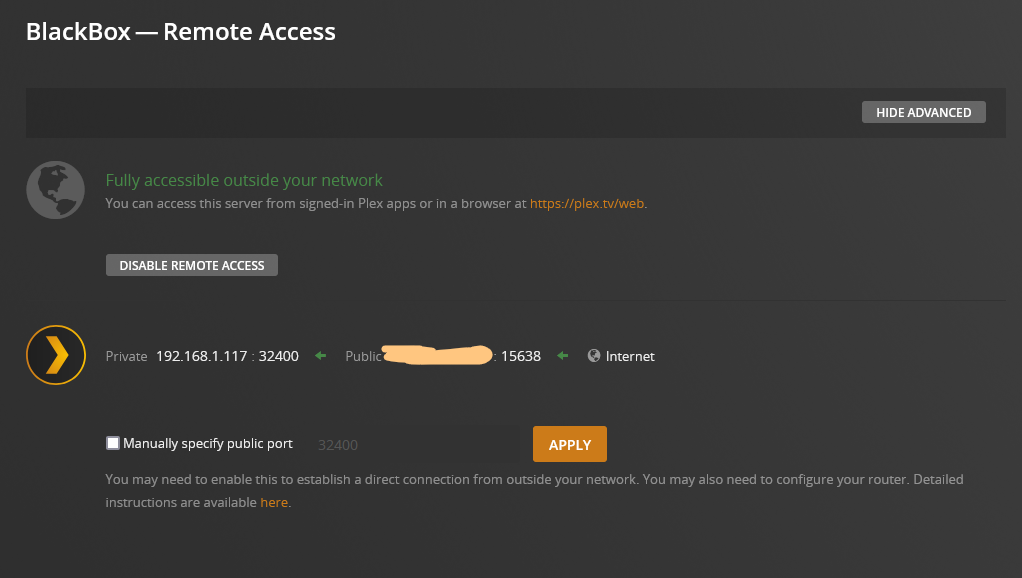 BlackBox — Remote Access
HIDE ADVANCED
Fully accessible outside your network
You can access this server from signed-in Plex apps or in a browser at https://plex.tv/web.
DISABLE REMOTE ACCESS
Private 192.168.1.117 : 32400 Public : 15638 Internet
Manually specify public port 32400 APPLY
You may need to enable this to establish a direct connection from outside your network. You may also need to configure your router. Detailed
instructions are available here.